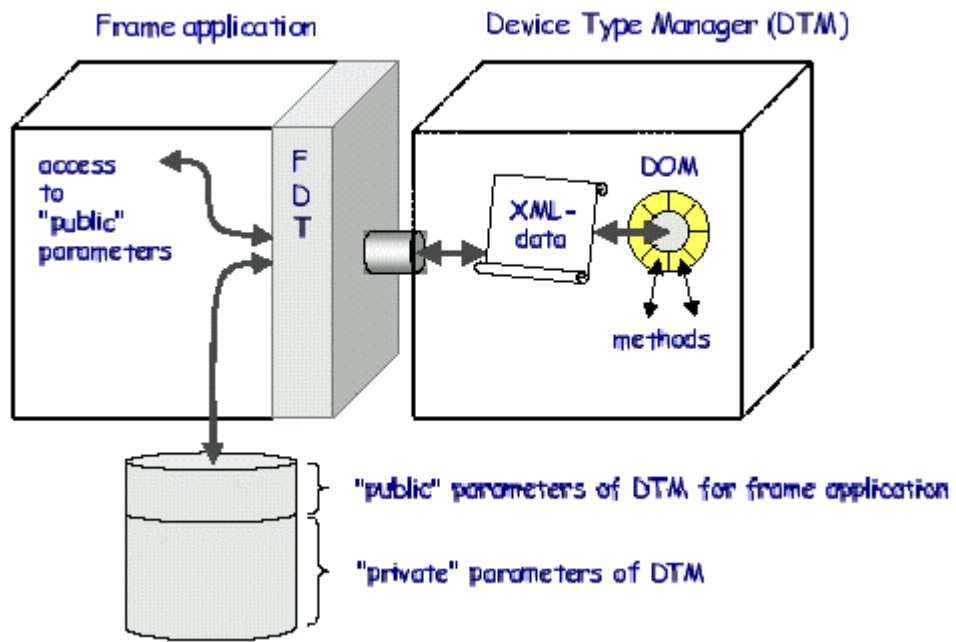 Frame application
Device Type Manager (DTM)
access
to
"public"
parameters
F
D
T
XML-
data
DOM
methods
"public" parameters of DTM for frame application
"private" parameters of DTM